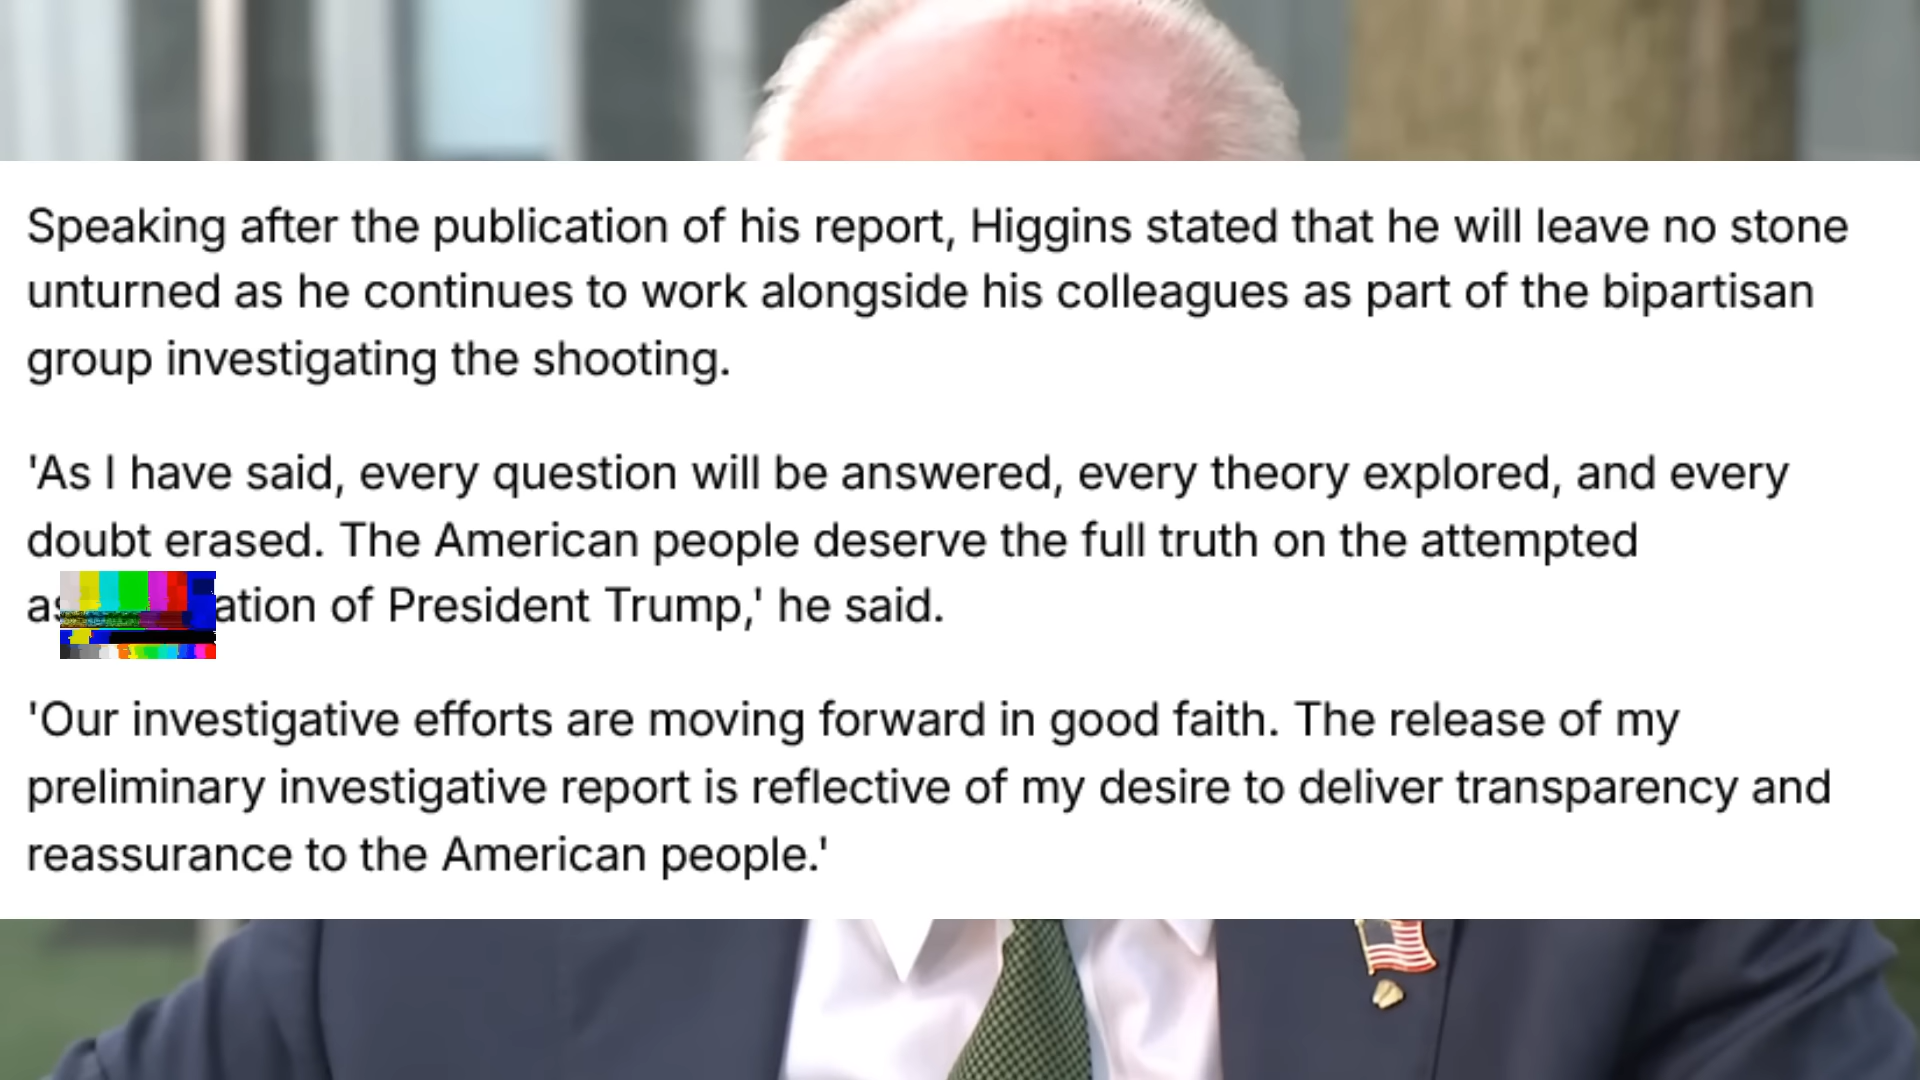 Speaking after the publication of his report, Higgins stated that he will leave no stone
unturned as he continues to work alongside his colleagues as part of the bipartisan
group investigating the shooting.
'As I have said, every question will be answered, every theory explored, and every
doubt erased. The American people deserve the full truth on the attempted
of President Trump,' he said.
'Our investigative efforts are moving forward in good faith. The release of my
preliminary investigative report is reflective of my desire to deliver transparency and
reassurance to the American people.'